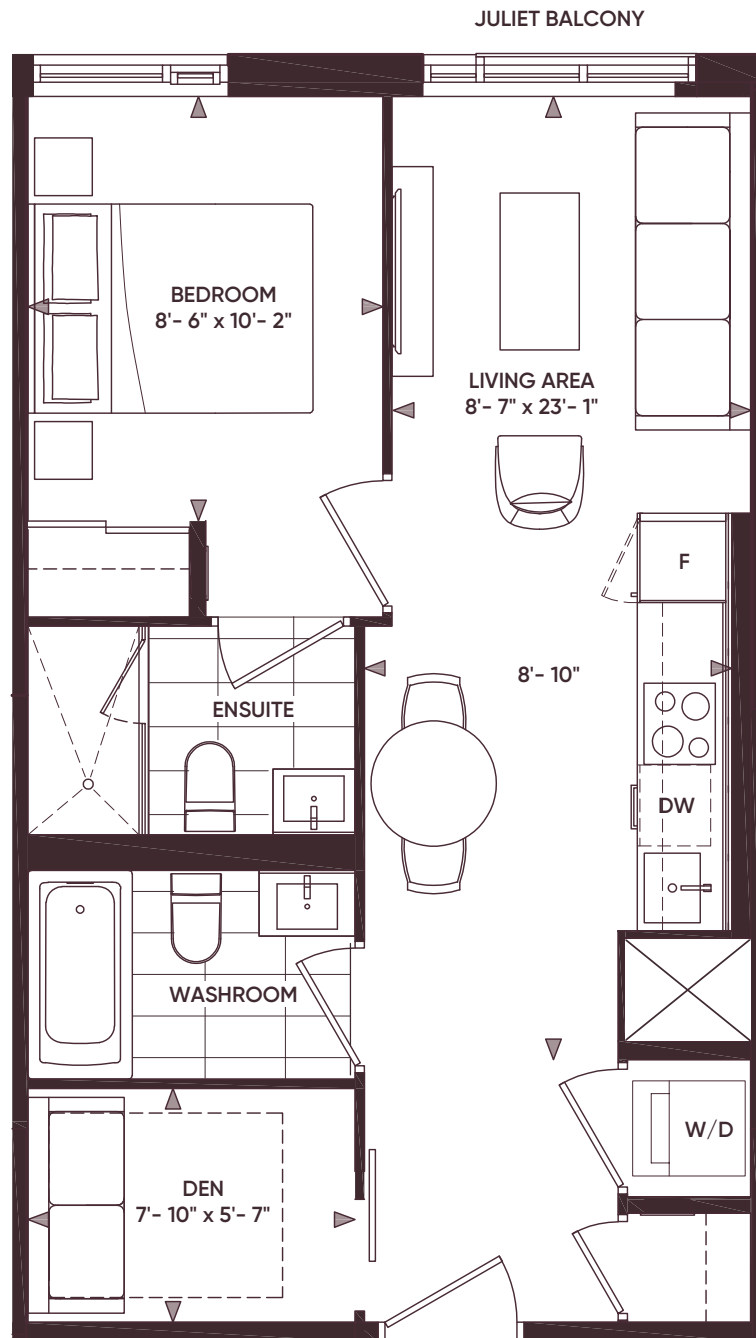 JULIET BALCONY
BEDROOM
8'- 6" x 10'- 2"
LIVING AREA
8'- 7" x 23'- 1"
F
8'- 10"
ENSUITE
DW
WASHROOM
W/D
DEN
7'- 10" x 5'- 7"